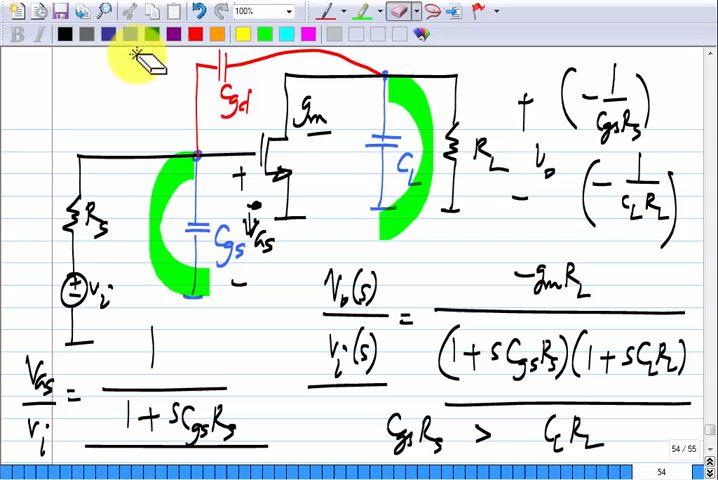 100%
B I
Cgd
gm
+ (-1/CgsRs)
Rs
+
Vgs
-
Cgs
CL
RL
Vo
-
(-1/CLRL)
Vi
Vo(s)/Vi(s) = -gmRL/((1+sCgsRs)(1+sCLRL))
Vgs/Vi = 1/(1+sCgsRs)
CgsRs > CLRL
54 / 55
54